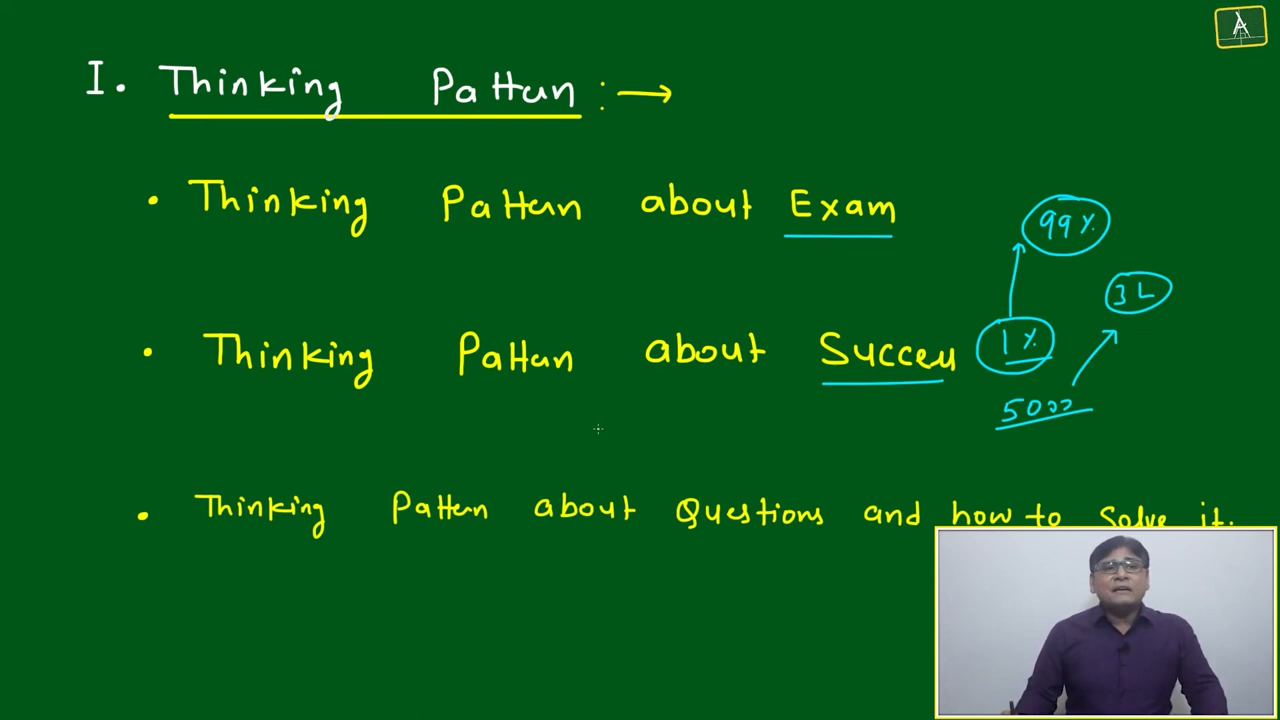 I. Thinking Pattern :→
• Thinking Pattern about Exam
99%
3 L
• Thinking Pattern about Success
1%
5000
• Thinking Pattern about Questions and how to solve it.
A